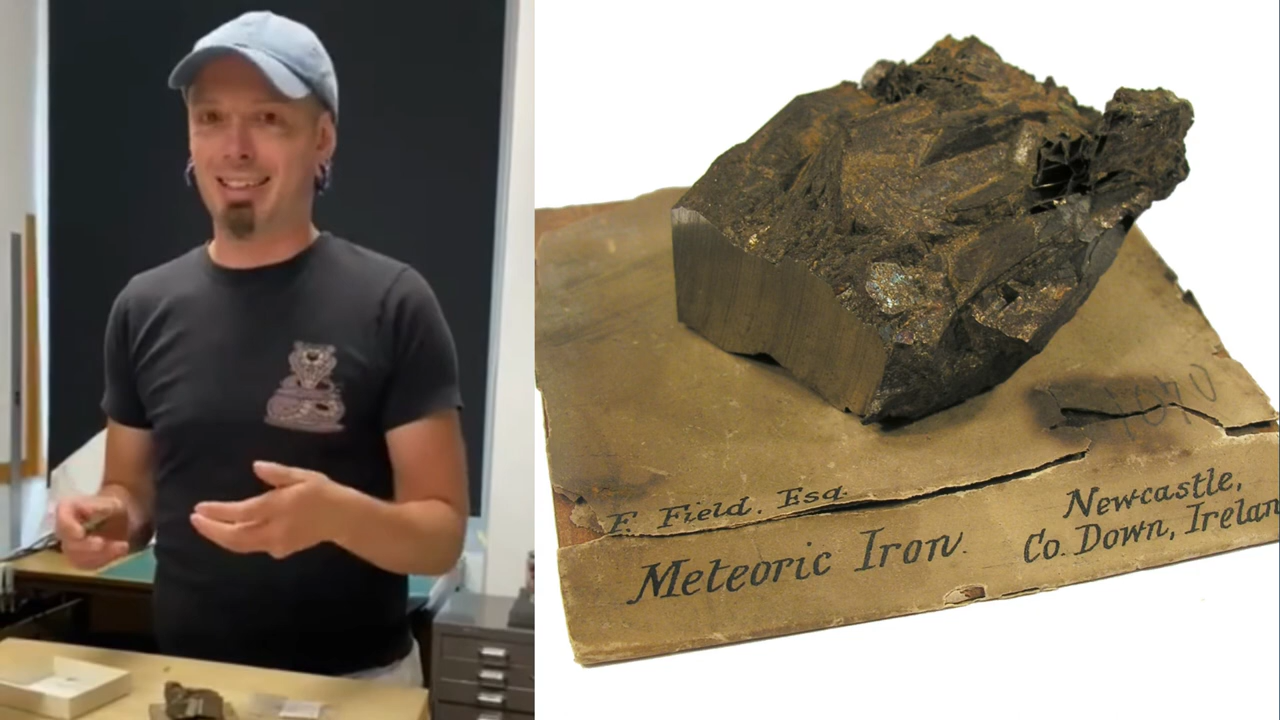 F. Field. Esq.
Meteoric Iron.
Newcastle,
Co. Down, Irelan